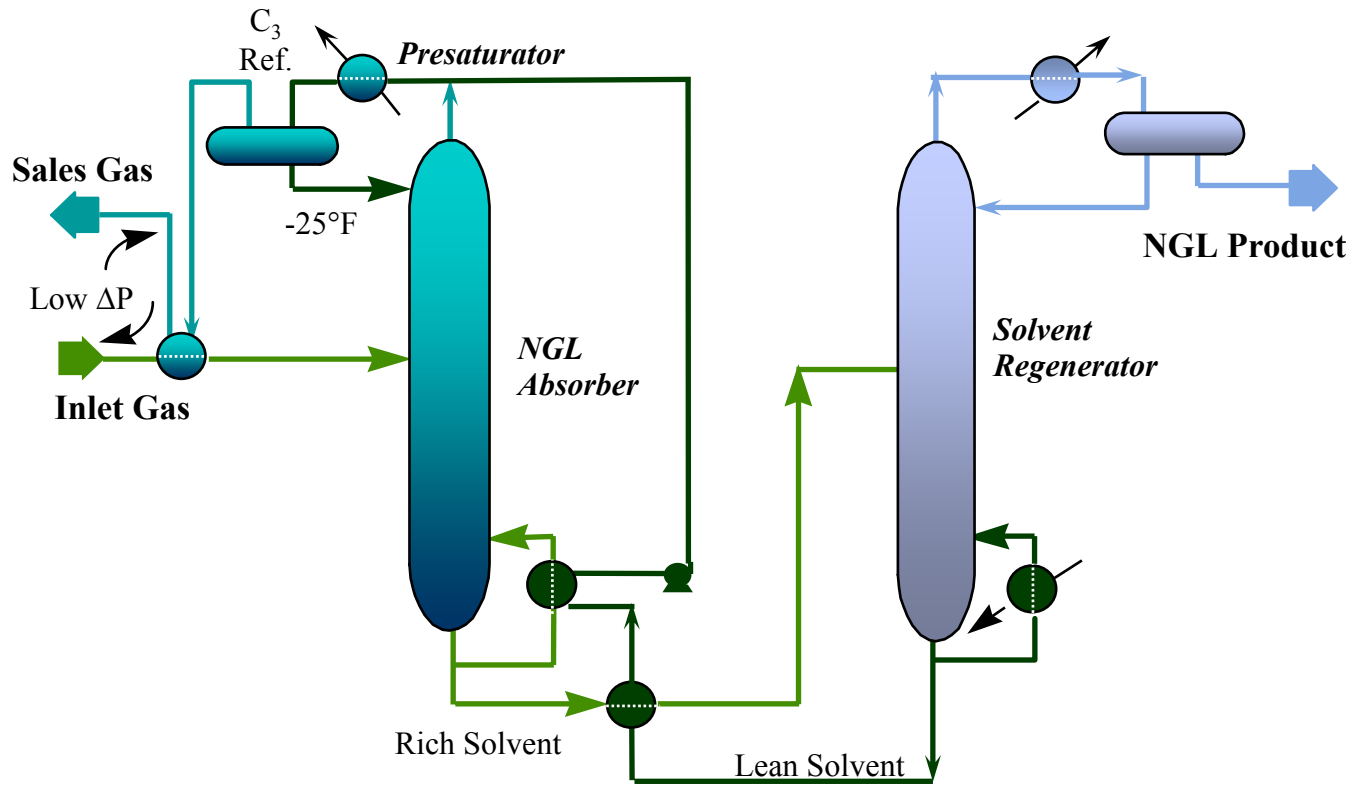 C₃
Ref.
Presaturator
Sales Gas
-25°F
Low ΔP
Inlet Gas
NGL
Absorber
Rich Solvent
Lean Solvent
Solvent
Regenerator
NGL Product